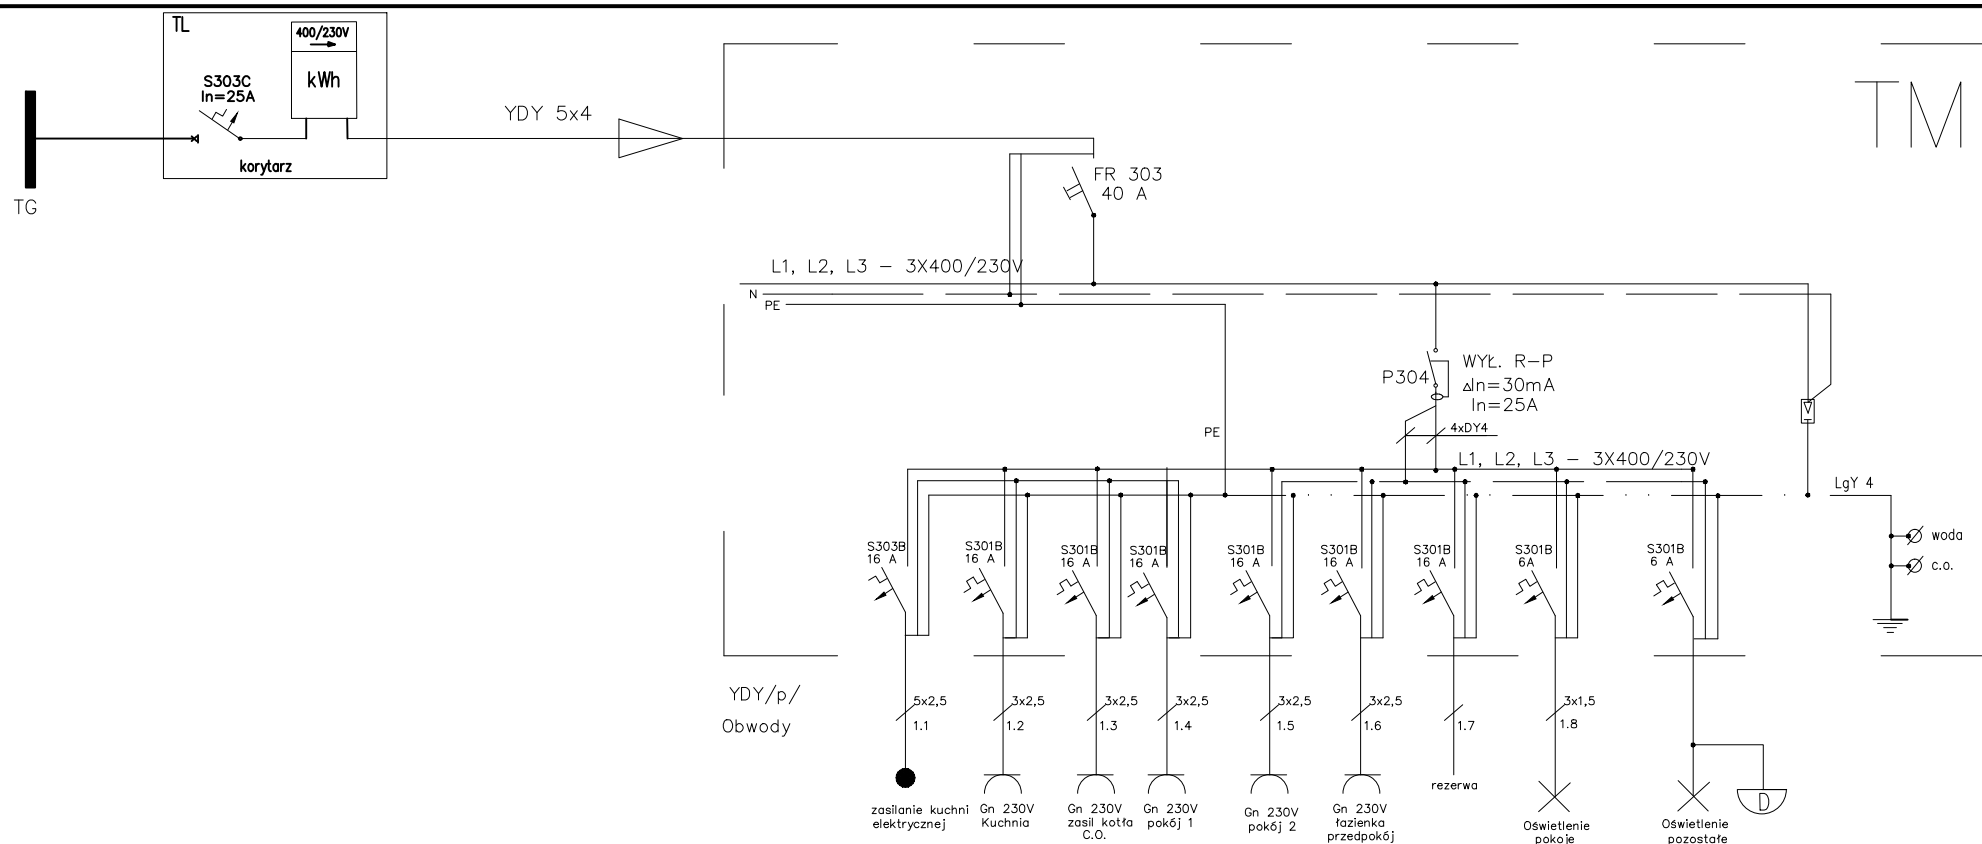 TL
400/230V
kWh
S303C
In=25A
korytarz
TG
YDY 5x4
TM
FR 303
40 A
L1, L2, L3 – 3X400/230V
N
PE
P304
WYŁ. R–P
ΔIn=30mA
In=25A
PE
4xDY4
L1, L2, L3 – 3X400/230V
LgY 4
woda
c.o.
S303B
16 A
S301B
16 A
S301B
16 A
S301B
16 A
S301B
16 A
S301B
16 A
S301B
16 A
S301B
6A
S301B
6 A
YDY/p/
Obwody
5x2,5
1.1
3x2,5
1.2
3x2,5
1.3
3x2,5
1.4
3x2,5
1.5
3x2,5
1.6
1.7
3x1,5
1.8
zasilanie kuchni
elektrycznej
Gn 230V
Kuchnia
Gn 230V
zasil kotła
C.O.
Gn 230V
pokój 1
Gn 230V
pokój 2
Gn 230V
łazienka
przedpokój
rezerwa
Oświetlenie
pokoje
Oświetlenie
pozostałe
D